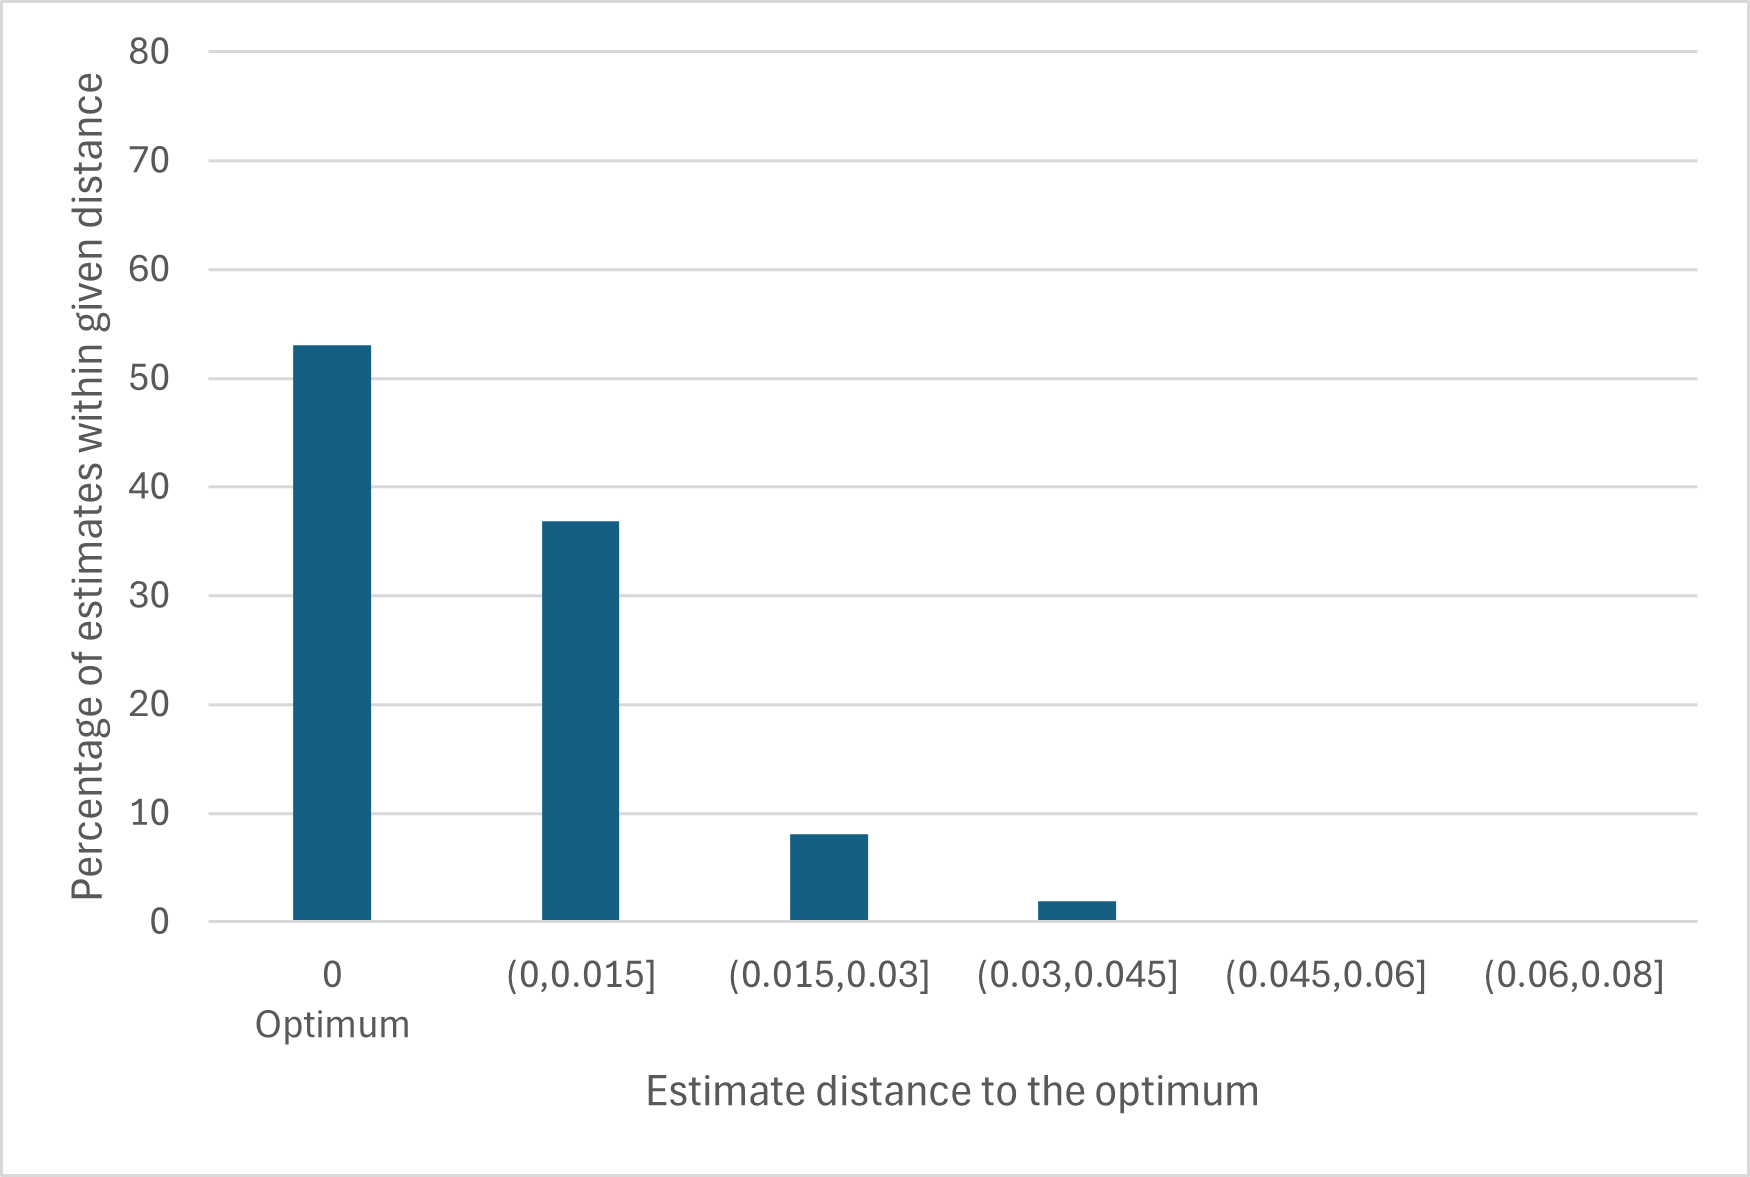 Percentage of estimates within given distance
80
70
60
50
40
30
20
10
0
0 (0,0.015] (0.015,0.03] (0.03,0.045] (0.045,0.06] (0.06,0.08]
Optimum
Estimate distance to the optimum